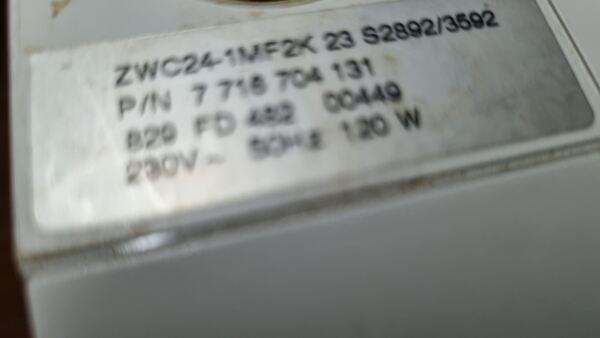 ZWC24-1MF2K 23 S2892/3592
P/N 7 716 704 131
829 FD 482 00449
230V~ 50Hz 120 W